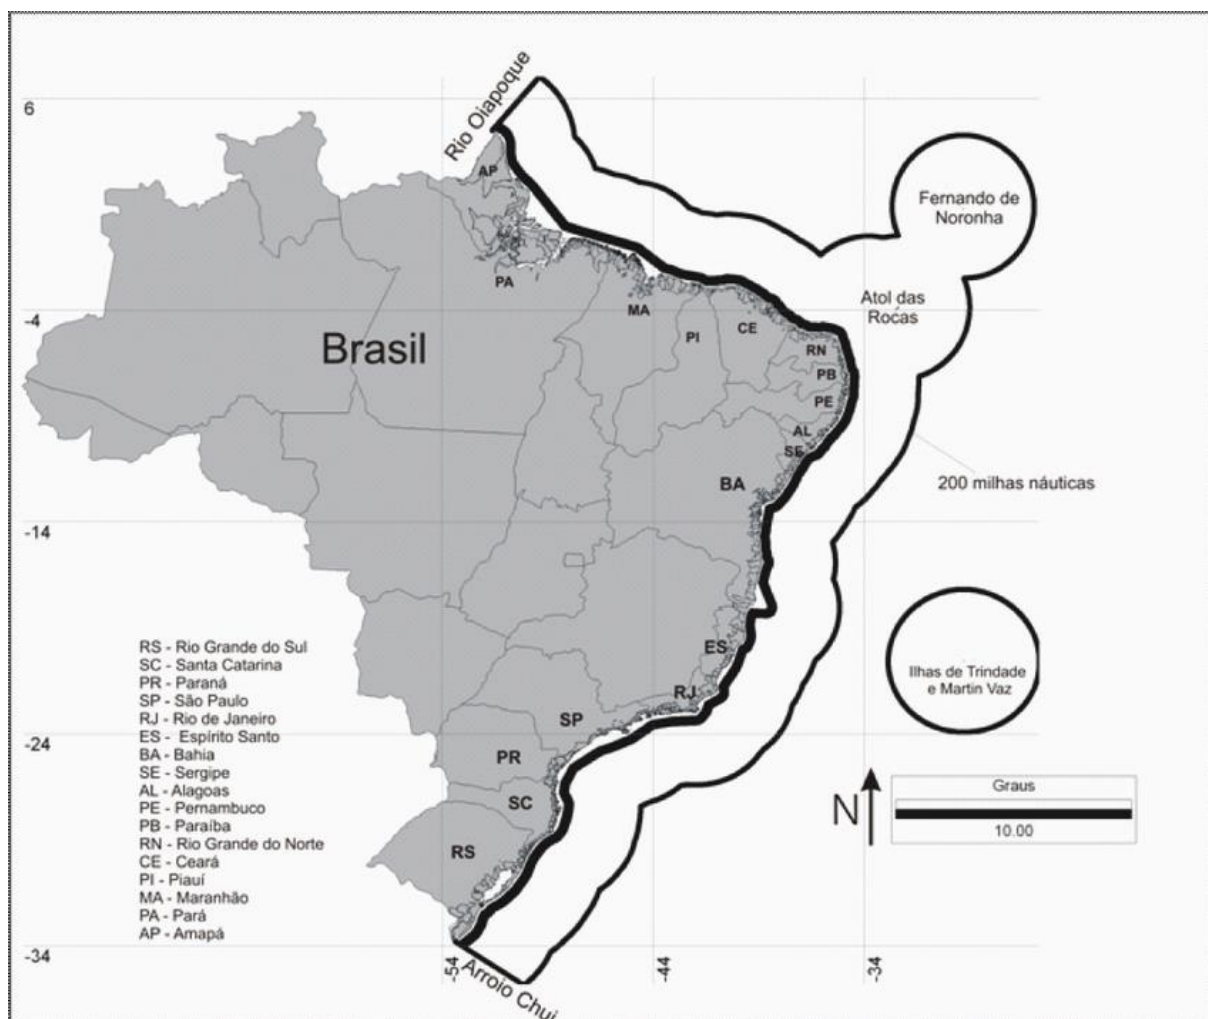 6
Rio Oiapoque
AP
Fernando de
Noronha
PA
MA
Atol das
Rocas
-4
PI
CE
Brasil
RN
PB
PE
AL
SE
BA
200 milhas náuticas
-14
ES
RS - Rio Grande do Sul
SC - Santa Catarina
PR - Paraná
SP - São Paulo
RJ - Rio de Janeiro
ES - Espírito Santo
BA - Bahia
SE - Sergipe
AL - Alagoas
PE - Pernambuco
PB - Paraíba
RN - Rio Grande do Norte
CE - Ceará
PI - Piauí
MA - Maranhão
PA - Pará
AP - Amapá
Ilhas de Trindade
e Martin Vaz
RJ
SP
-24
PR
SC
RS
N
Graus
10.00
-34
-54
-44
-34
Arroio Chui